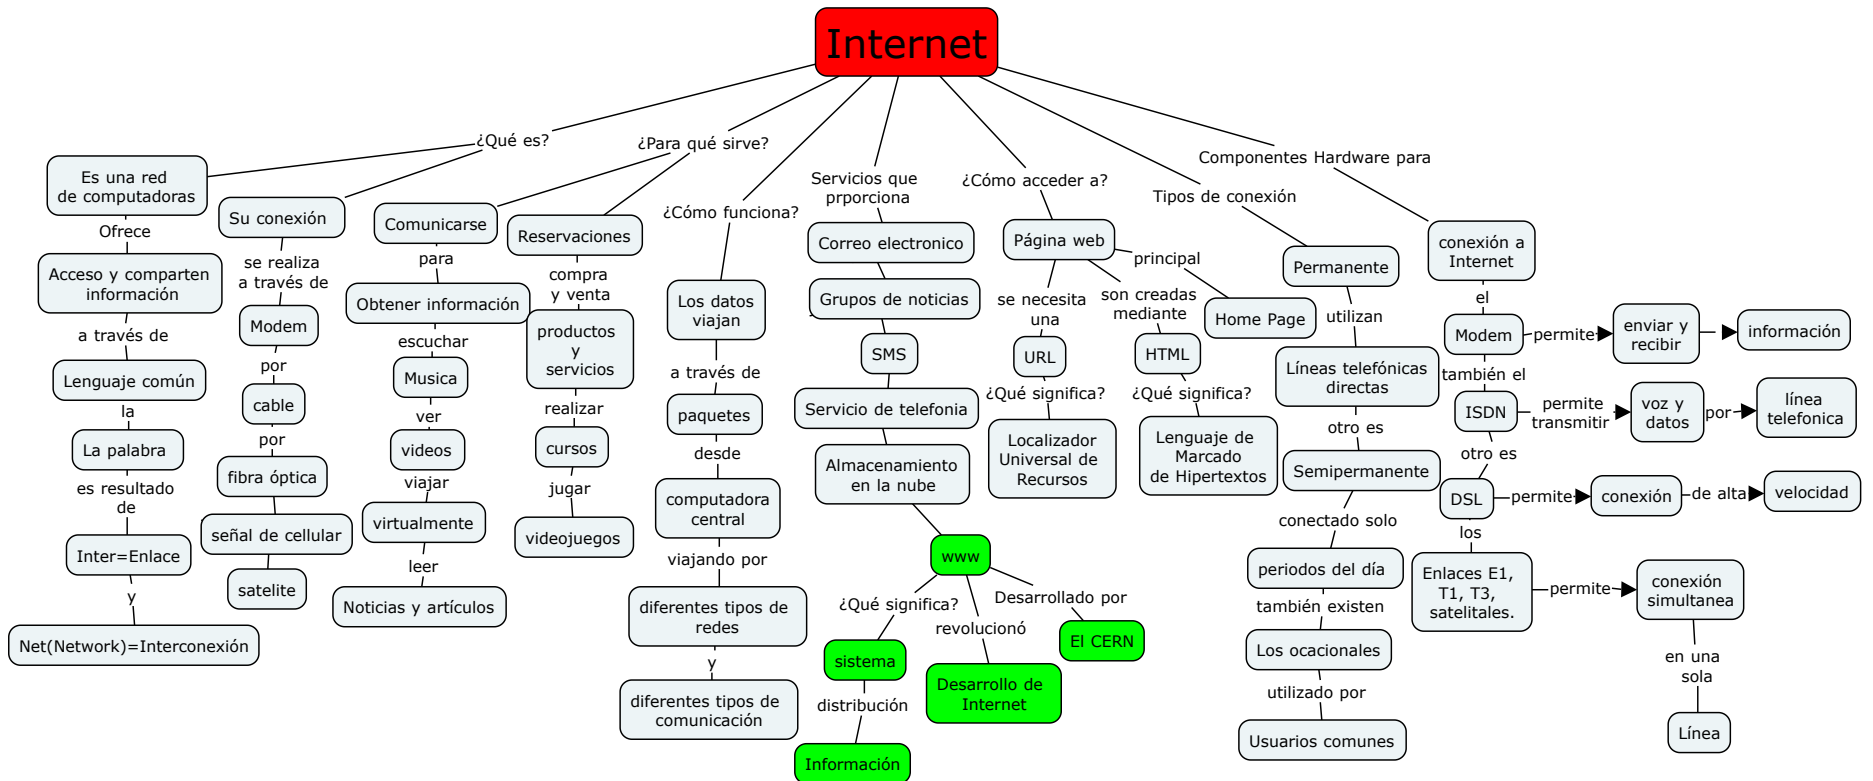 Internet
¿Qué es?
Es una red
de computadoras
Ofrece
Acceso y comparten
información
a través de
Lenguaje común
la
La palabra
es resultado
de
Inter=Enlace
y
Net(Network)=Interconexión
Su conexión
se realiza
a través de
Modem
por
cable
por
fibra óptica
señal de cellular
satelite
¿Para qué sirve?
Comunicarse
para
Obtener información
escuchar
Musica
ver
videos
viajar
virtualmente
leer
Noticias y artículos
Reservaciones
compra
y venta
productos
y
servicios
realizar
cursos
jugar
videojuegos
¿Cómo funciona?
Los datos
viajan
a través de
paquetes
desde
computadora
central
viajando por
diferentes tipos de
redes
y
diferentes tipos de
comunicación
Servicios que
prporciona
Correo electronico
Grupos de noticias
SMS
Servicio de telefonia
Almacenamiento
en la nube
www
¿Qué significa?
sistema
distribución
Información
revolucionó
Desarrollo de
Internet
Desarrollado por
El CERN
¿Cómo acceder a?
Página web
se necesita
una
URL
¿Qué significa?
Localizador
Universal de
Recursos
son creadas
mediante
HTML
¿Qué significa?
Lenguaje de
Marcado
de Hipertextos
principal
Home Page
Tipos de conexión
Permanente
utilizan
Líneas telefónicas
directas
otro es
Semipermanente
conectado solo
periodos del día
también existen
Los ocacionales
utilizado por
Usuarios comunes
Componentes Hardware para
conexión a
Internet
el
Modem
permite
enviar y
recibir
información
también el
ISDN
permite
transmitir
voz y
datos
por
línea
telefonica
otro es
DSL
permite
conexión
de alta
velocidad
los
Enlaces E1,
T1, T3,
satelitales.
permite
conexión
simultanea
en una
sola
Línea